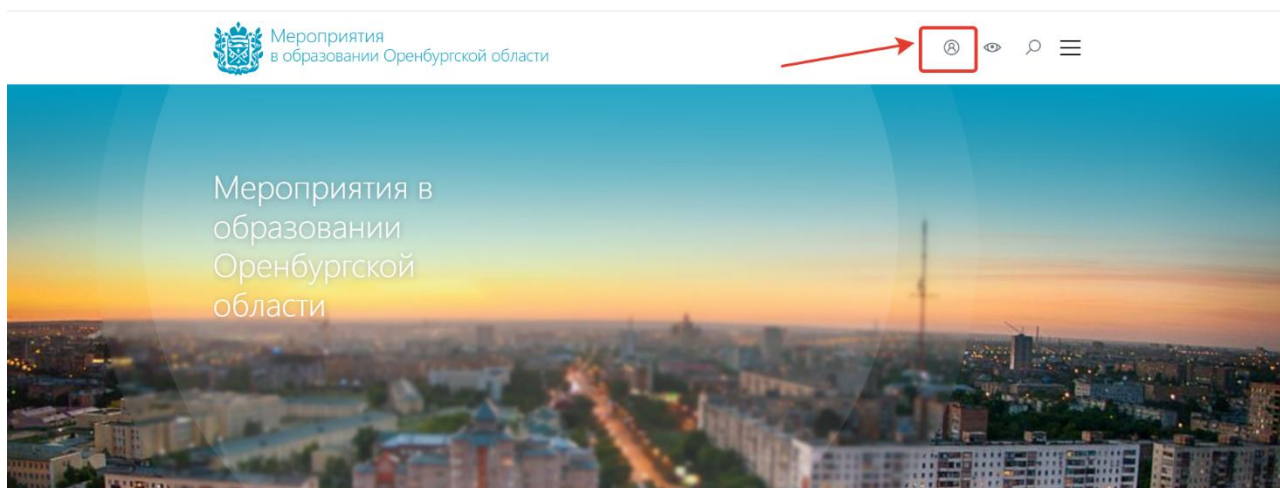 Мероприятия
в образовании Оренбургской области
Мероприятия в
образовании
Оренбургской
области